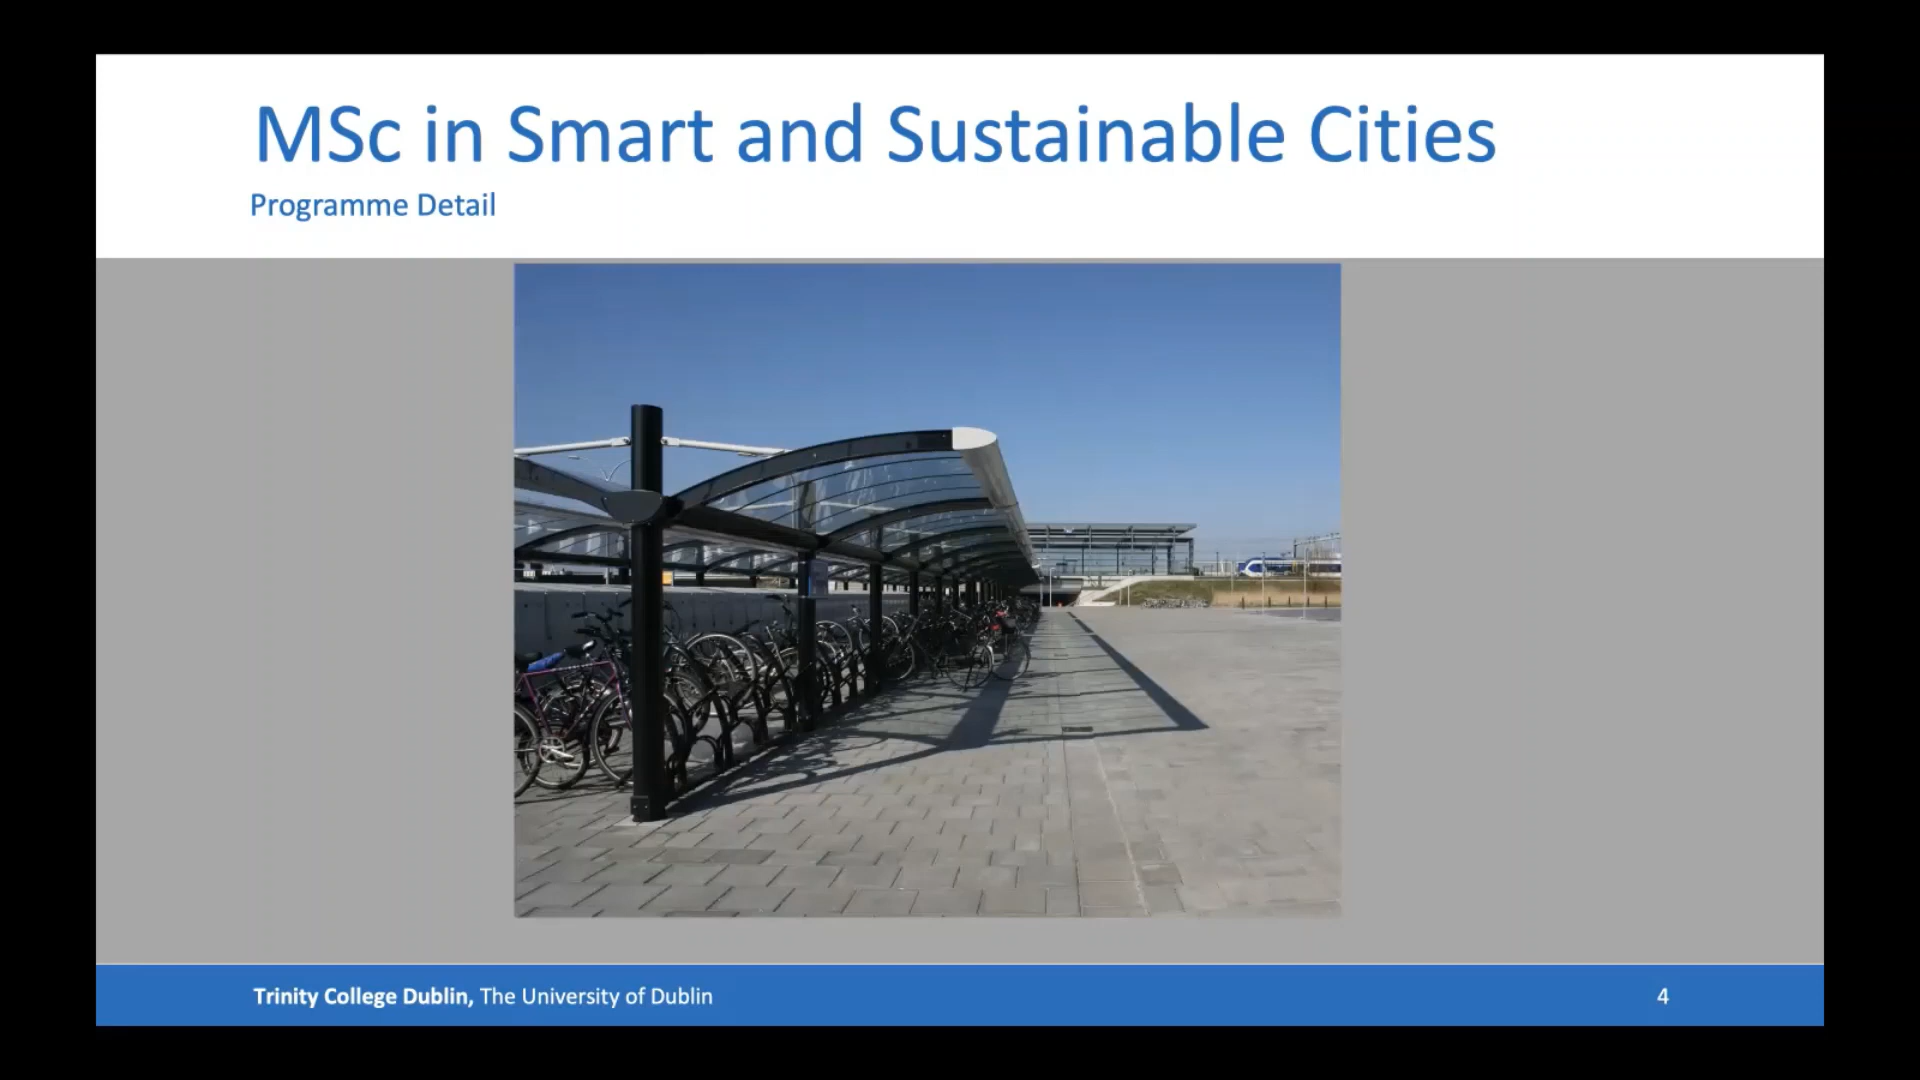 MSc in Smart and Sustainable Cities
Programme Detail
Trinity College Dublin, The University of Dublin
4